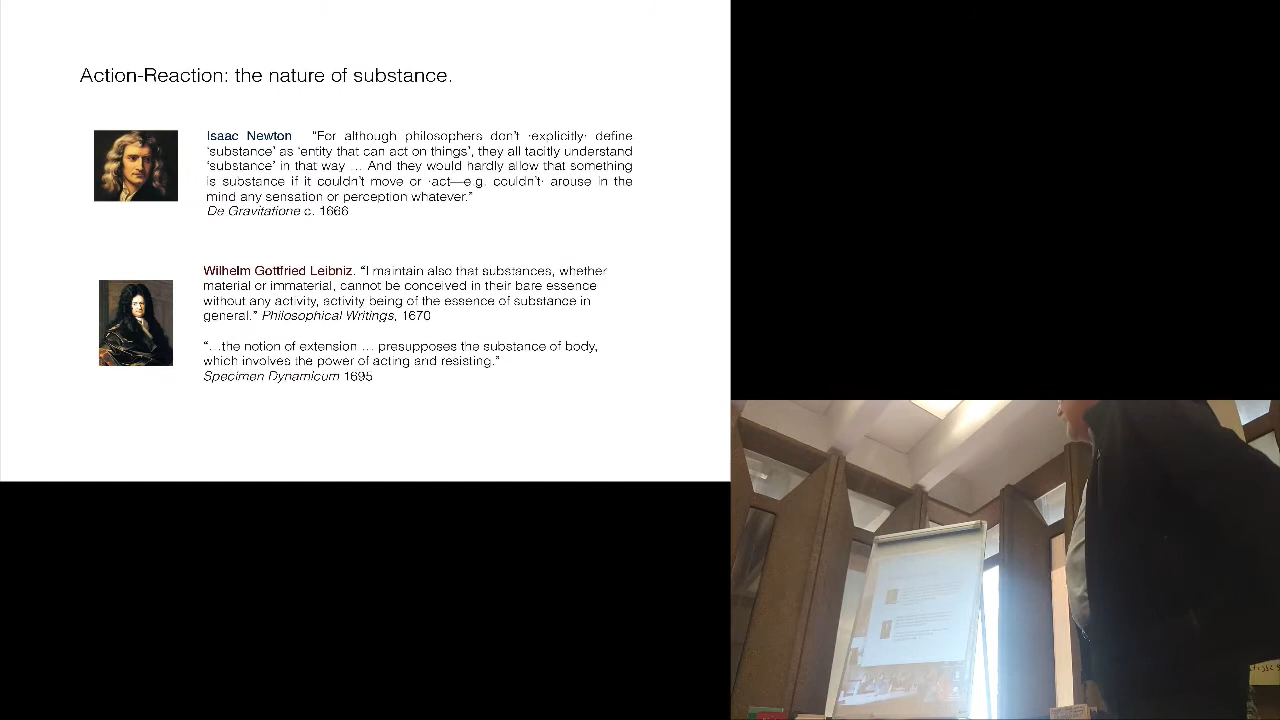 Action-Reaction: the nature of substance.
Isaac Newton "For although philosophers don't ·explicitly· define
'substance' as 'entity that can act on things', they all tacitly understand
'substance' in that way … And they would hardly allow that something
is substance if it couldn't move or ·act—e.g. couldn't· arouse in the
mind any sensation or perception whatever."
De Gravitatione c. 1666
Wilhelm Gottfried Leibniz. "I maintain also that substances, whether
material or immaterial, cannot be conceived in their bare essence
without any activity, activity being of the essence of substance in
general." Philosophical Writings, 1670
"…the notion of extension … presupposes the substance of body,
which involves the power of acting and resisting."
Specimen Dynamicum 1695